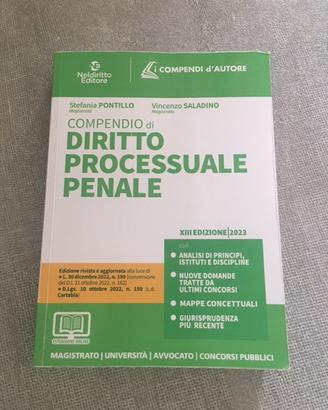 Neldiritto
Editore
i COMPENDI d'AUTORE
Stefania PONTILLO
Magistrato
Vincenzo SALADINO
Magistrato
COMPENDIO di
DIRITTO
PROCESSUALE
PENALE
XIII EDIZIONE|2023
con
ANALISI DI PRINCIPI,
ISTITUTI E DISCIPLINE
NUOVE DOMANDE
TRATTE DA
ULTIMI CONCORSI
MAPPE CONCETTUALI
GIURISPRUDENZA
PIÙ RECENTE
Edizione rivista e aggiornata alla luce di
• L. 30 dicembre 2022, n. 199 (conversione
del D.l. 31 ottobre 2022, n. 162)
• D.Lgs. 10 ottobre 2022, n. 150 (c.d.
Cartabia)
ESTENSIONE ONLINE
MAGISTRATO | UNIVERSITÀ | AVVOCATO | CONCORSI PUBBLICI